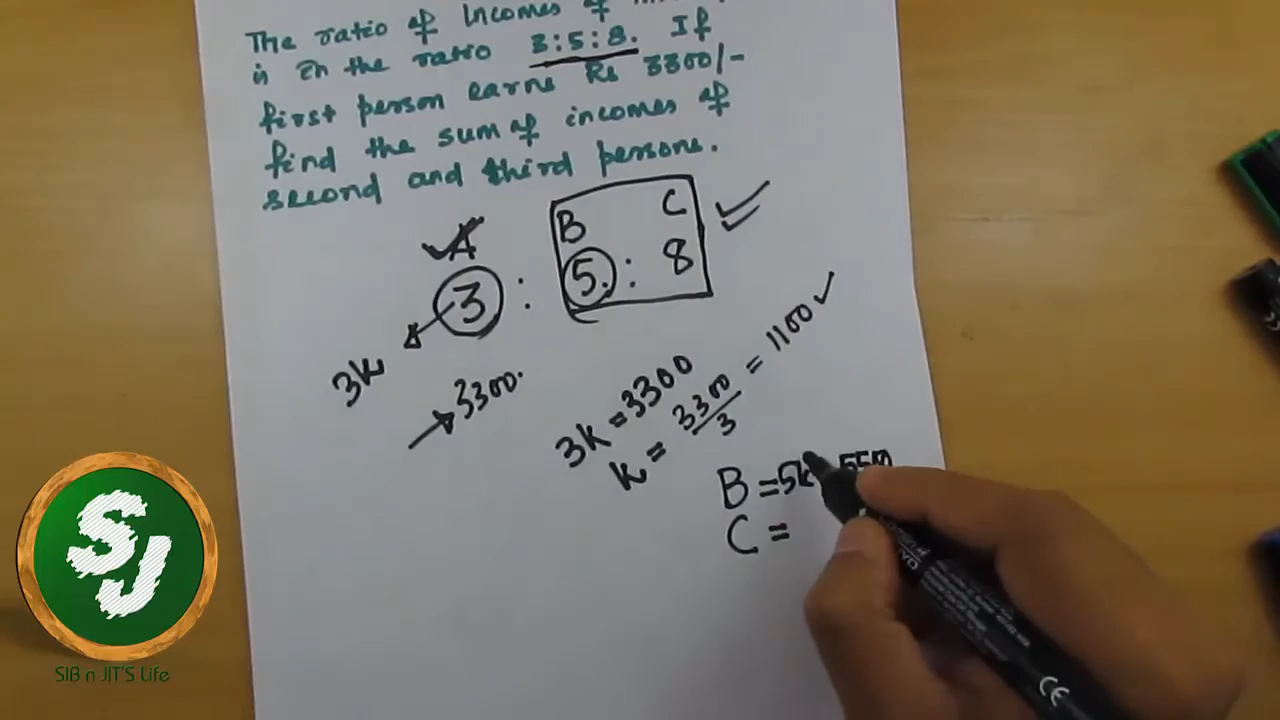 The ratio of Incomes of
is in the ratio 3:5:8. If
first person earns Rs 3300/-
find the sum of incomes of
second and third persons.
A B C
3 : 5 : 8
3k
3300.
3k = 3300
k = 3300/3 = 1100
B = 5k 5500
C =
SJ
SIB n JIT'S Life
CE